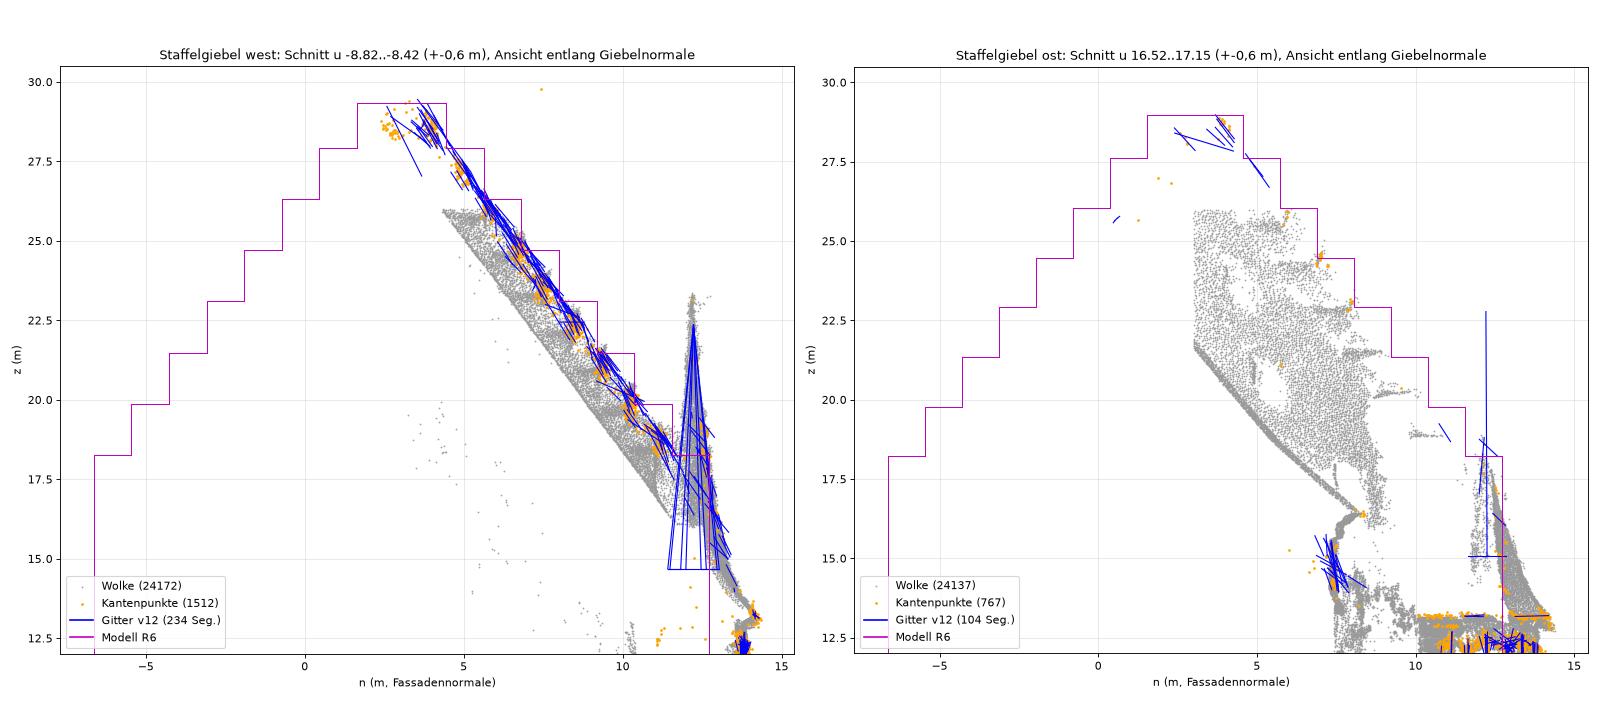 Staffelgiebel west: Schnitt u -8.82..-8.42 (+-0,6 m), Ansicht entlang Giebelnormale
30.0
27.5
25.0
22.5
20.0
17.5
15.0
12.5
z (m)
Wolke (24172)
Kantenpunkte (1512)
Gitter v12 (234 Seg.)
Modell R6
−5
0
5
10
15
n (m, Fassadennormale)
Staffelgiebel ost: Schnitt u 16.52..17.15 (+-0,6 m), Ansicht entlang Giebelnormale
30.0
27.5
25.0
22.5
20.0
17.5
15.0
12.5
z (m)
Wolke (24137)
Kantenpunkte (767)
Gitter v12 (104 Seg.)
Modell R6
−5
0
5
10
15
n (m, Fassadennormale)